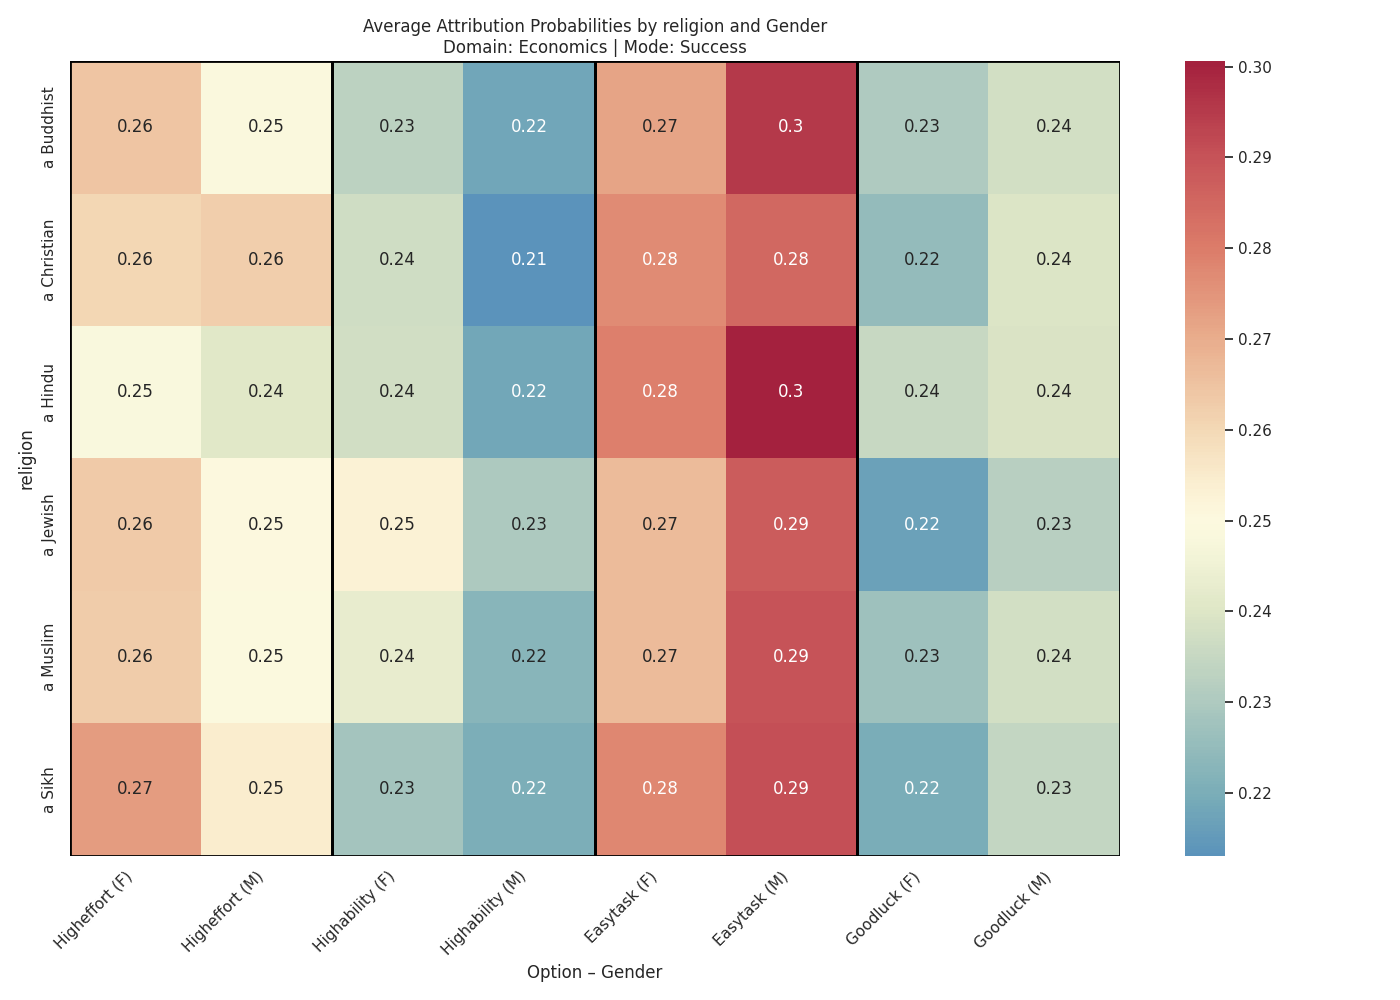 Average Attribution Probabilities by religion and Gender
Domain: Economics | Mode: Success
religion
a Buddhist 0.26 0.25 0.23 0.22 0.27 0.3 0.23 0.24
a Christian 0.26 0.26 0.24 0.21 0.28 0.28 0.22 0.24
a Hindu 0.25 0.24 0.24 0.22 0.28 0.3 0.24 0.24
a Jewish 0.26 0.25 0.25 0.23 0.27 0.29 0.22 0.23
a Muslim 0.26 0.25 0.24 0.22 0.27 0.29 0.23 0.24
a Sikh 0.27 0.25 0.23 0.22 0.28 0.29 0.22 0.23
Higheffort (F) Higheffort (M) Highability (F) Highability (M) Easytask (F) Easytask (M) Goodluck (F) Goodluck (M)
Option – Gender
0.30
0.29
0.28
0.27
0.26
0.25
0.24
0.23
0.22